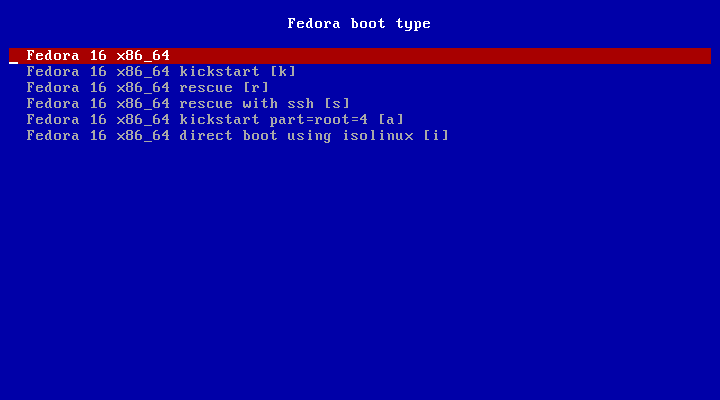 Fedora boot type
Fedora 16 x86_64
Fedora 16 x86_64 kickstart [k]
Fedora 16 x86_64 rescue [r]
Fedora 16 x86_64 rescue with ssh [s]
Fedora 16 x86_64 kickstart part=root=4 [a]
Fedora 16 x86_64 direct boot using isolinux [i]